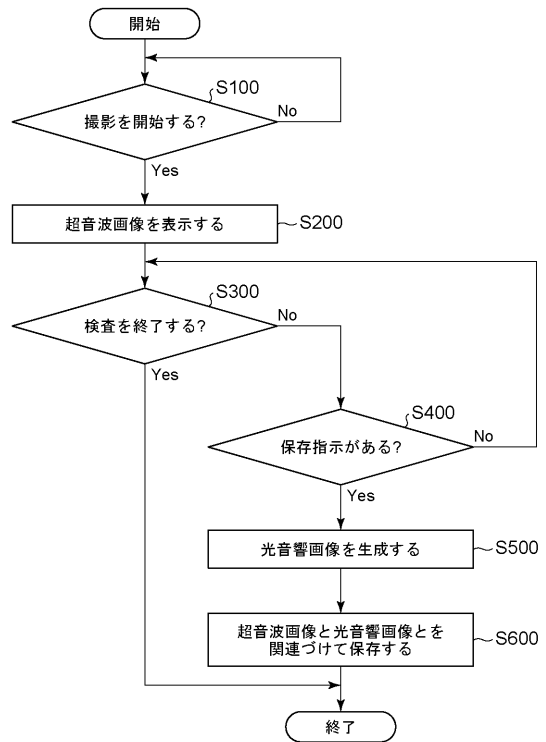 開始
S100
撮影を開始する?
No
Yes
超音波画像を表示する
S200
S300
検査を終了する?
No
Yes
S400
保存指示がある?
No
Yes
光音響画像を生成する
S500
超音波画像と光音響画像とを
関連づけて保存する
S600
終了